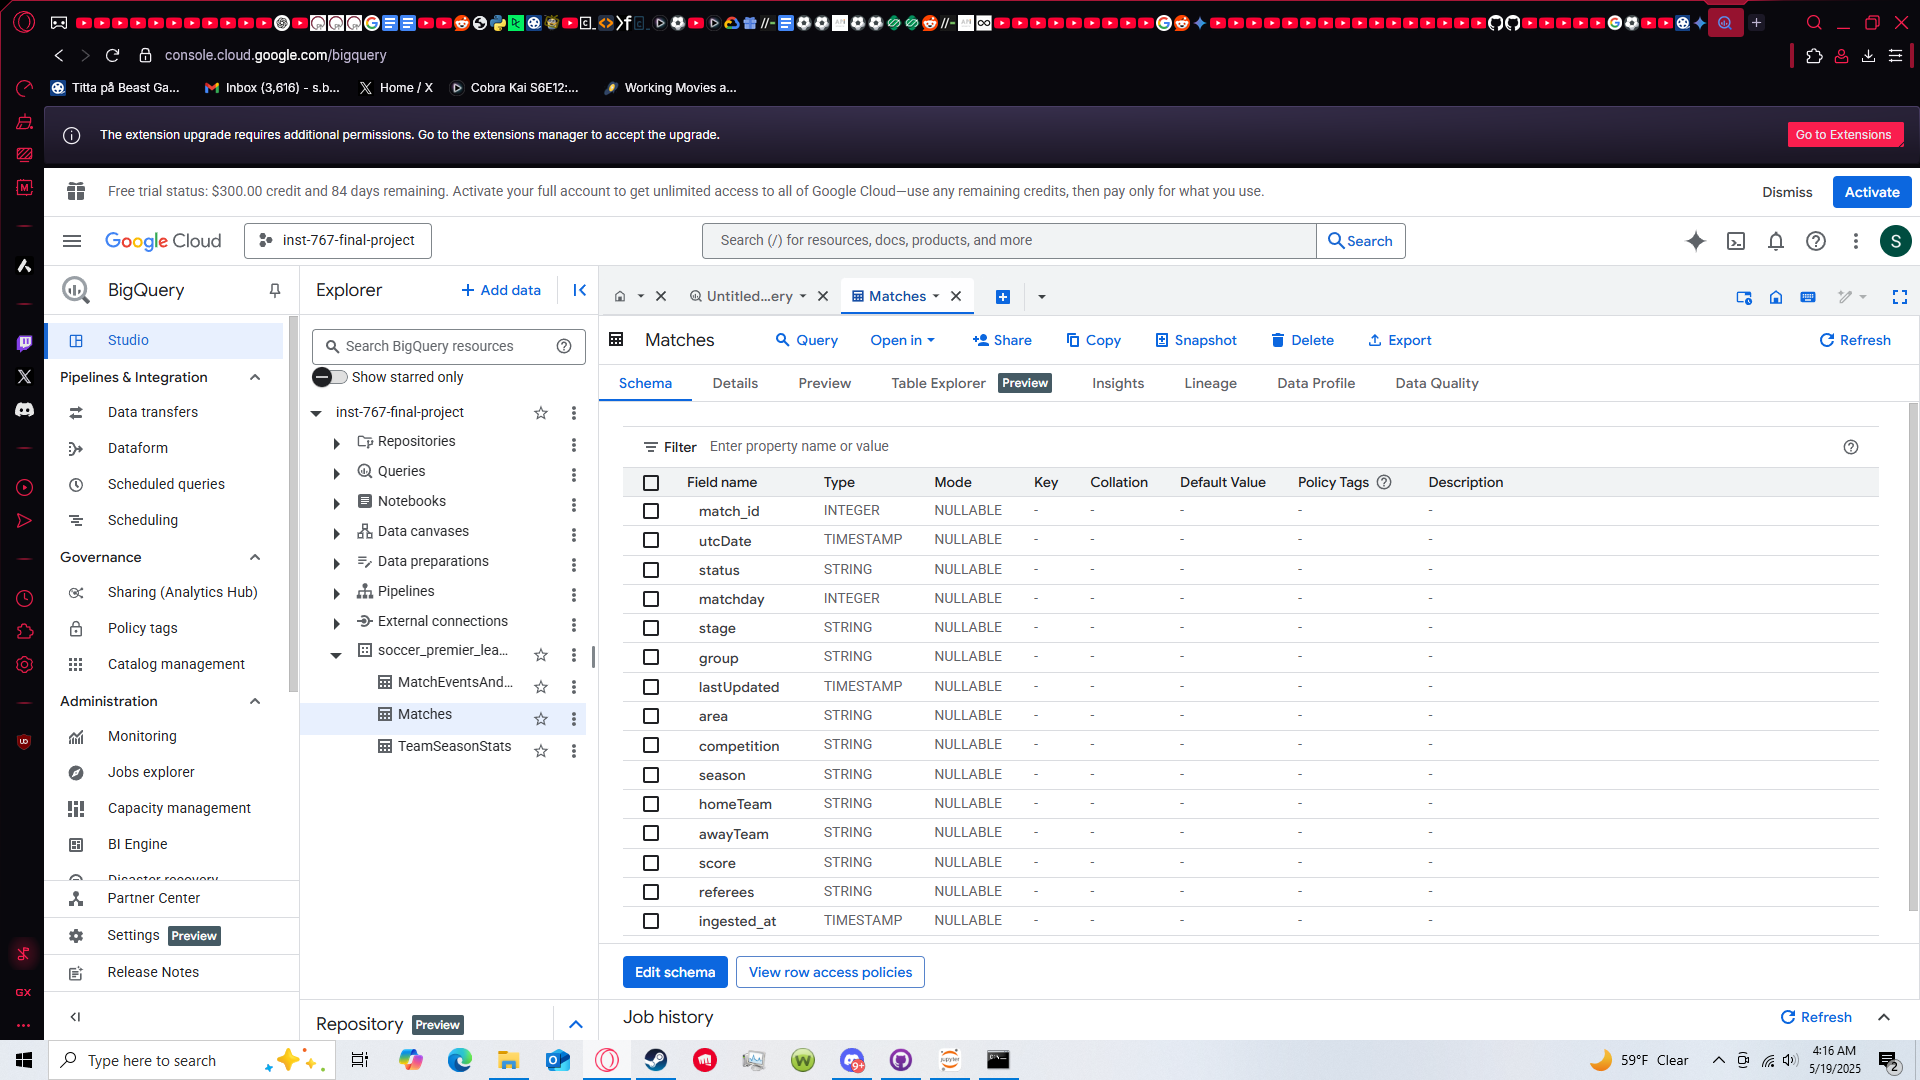 console.cloud.google.com/bigquery
Titta på Beast Ga...
Inbox (3,616) - s.b...
Home / X
Cobra Kai S6E12:...
Working Movies a...
The extension upgrade requires additional permissions. Go to the extensions manager to accept the upgrade.
Go to Extensions
Free trial status: $300.00 credit and 84 days remaining. Activate your full account to get unlimited access to all of Google Cloud—use any remaining credits, then pay only for what you use.
Dismiss
Activate
Google Cloud
inst-767-final-project
Search (/) for resources, docs, products, and more
Search
S
BigQuery
Studio
Pipelines & Integration
Data transfers
Dataform
Scheduled queries
Scheduling
Governance
Sharing (Analytics Hub)
Policy tags
Catalog management
Administration
Monitoring
Jobs explorer
Capacity management
BI Engine
Disaster recovery
Partner Center
Settings Preview
Release Notes
Explorer
+ Add data
Search BigQuery resources
Show starred only
inst-767-final-project
Repositories
Queries
Notebooks
Data canvases
Data preparations
Pipelines
External connections
soccer_premier_lea...
MatchEventsAnd...
Matches
TeamSeasonStats
Repository Preview
Untitled...ery
Matches
Matches
Query
Open in
Share
Copy
Snapshot
Delete
Export
Refresh
Schema
Details
Preview
Table Explorer Preview
Insights
Lineage
Data Profile
Data Quality
Filter Enter property name or value
Field name Type Mode Key Collation Default Value Policy Tags Description
match_id INTEGER NULLABLE - - - - -
utcDate TIMESTAMP NULLABLE - - - - -
status STRING NULLABLE - - - - -
matchday INTEGER NULLABLE - - - - -
stage STRING NULLABLE - - - - -
group STRING NULLABLE - - - - -
lastUpdated TIMESTAMP NULLABLE - - - - -
area STRING NULLABLE - - - - -
competition STRING NULLABLE - - - - -
season STRING NULLABLE - - - - -
homeTeam STRING NULLABLE - - - - -
awayTeam STRING NULLABLE - - - - -
score STRING NULLABLE - - - - -
referees STRING NULLABLE - - - - -
ingested_at TIMESTAMP NULLABLE - - - - -
Edit schema
View row access policies
Job history
Refresh
GX
Type here to search
9+
59°F Clear
4:16 AM
5/19/2025
2